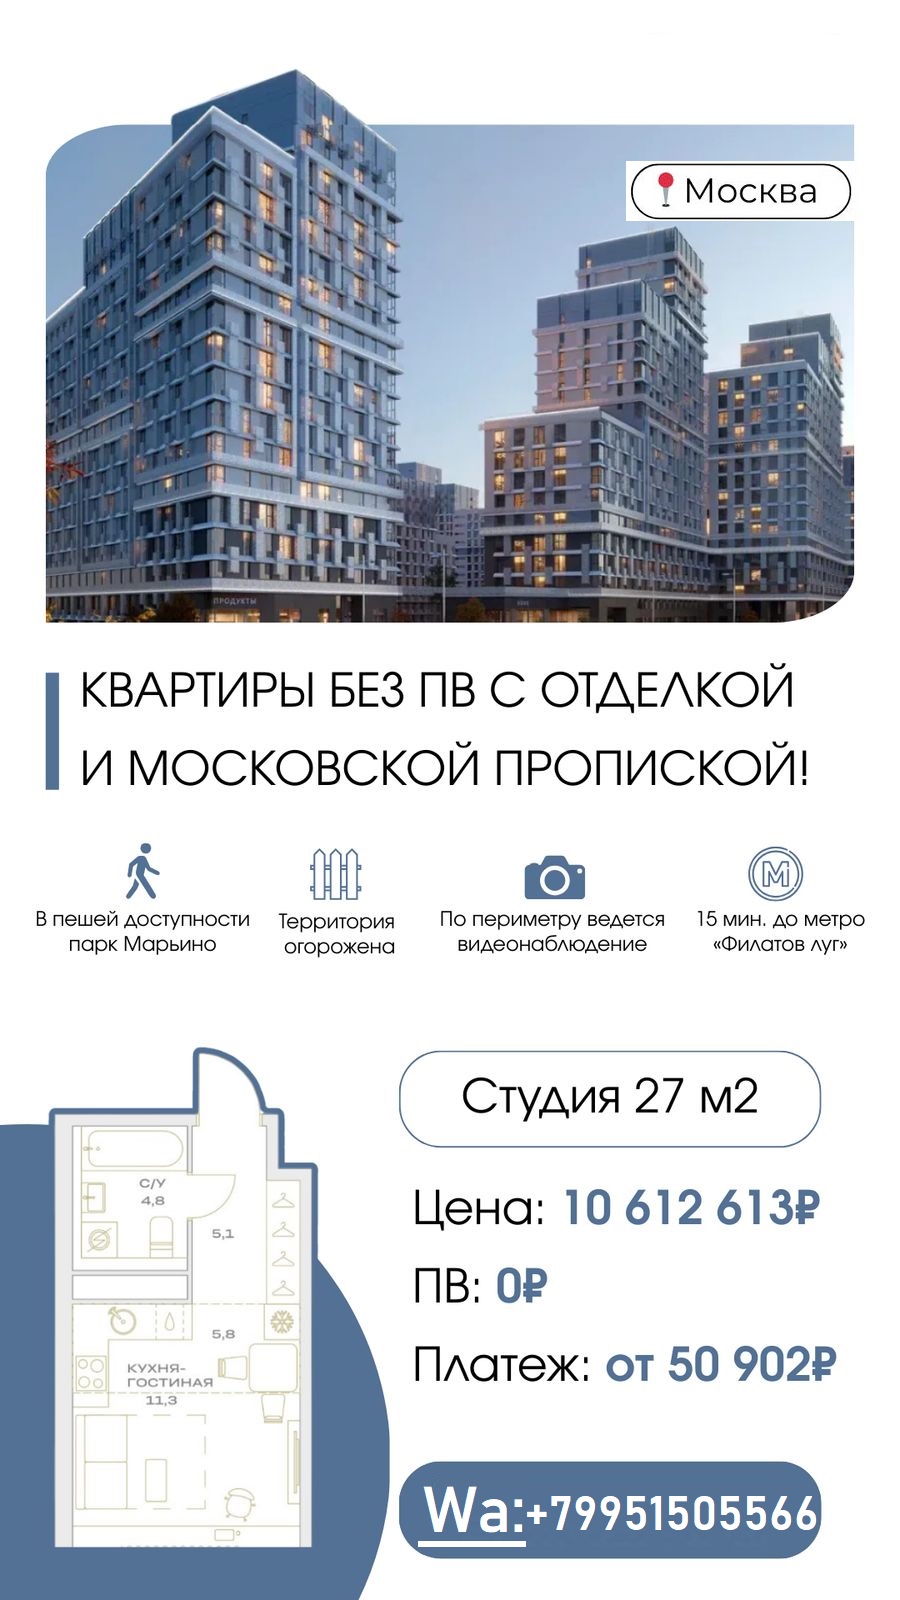 Москва
ПРОДУКТЫ
КВАРТИРЫ БЕЗ ПВ С ОТДЕЛКОЙ
И МОСКОВСКОЙ ПРОПИСКОЙ!
В пешей доступности
парк Марьино
Территория
огорожена
По периметру ведется
видеонаблюдение
М
15 мин. до метро
«Филатов луг»
Студия 27 м2
Цена: 10 612 613₽
ПВ: 0₽
Платеж: от 50 902₽
Wa:+79951505566
С/У
4,8
5,1
5,8
КУХНЯ-
ГОСТИНАЯ
11,3